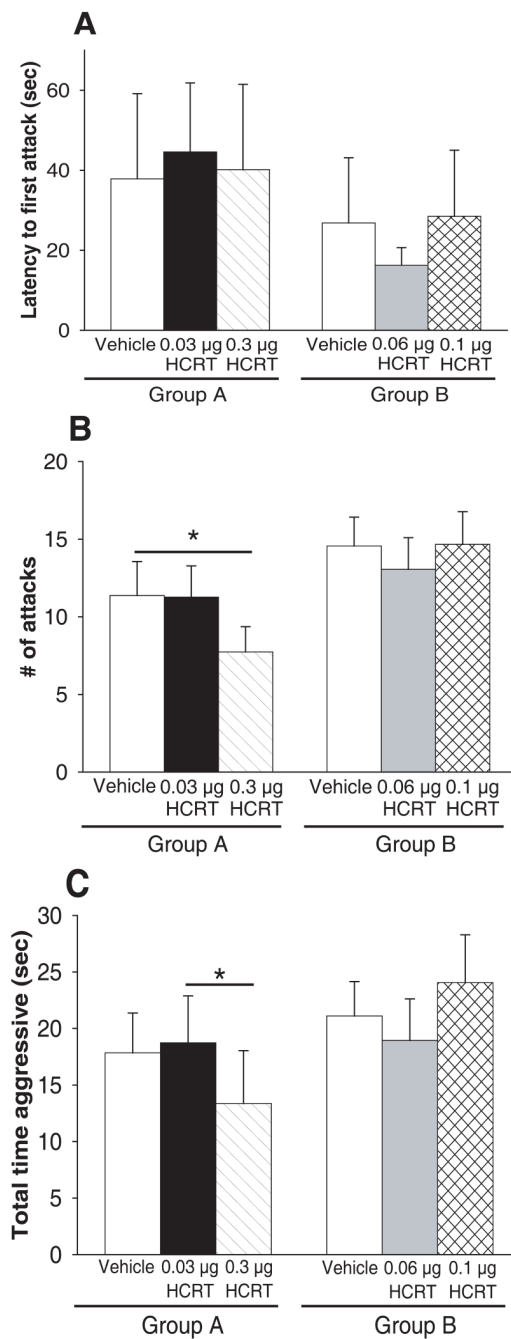 A
Latency to first attack (sec)
60
40
20
0
Vehicle 0.03 µg 0.3 µg Vehicle 0.06 µg 0.1 µg
HCRT HCRT HCRT HCRT
Group A Group B
B
# of attacks
20
15
*
10
5
0
Vehicle 0.03 µg 0.3 µg Vehicle 0.06 µg 0.1 µg
HCRT HCRT HCRT HCRT
Group A Group B
C
Total time aggressive (sec)
30
25
*
20
15
10
5
0
Vehicle 0.03 µg 0.3 µg Vehicle 0.06 µg 0.1 µg
HCRT HCRT HCRT HCRT
Group A Group B